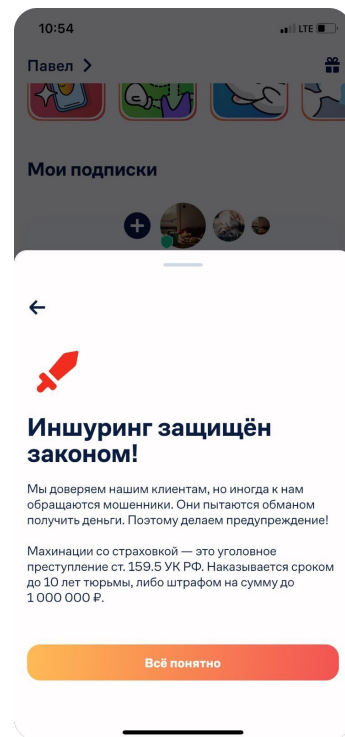 10:54
LTE
Павел
Мои подписки
Иншуринг защищён
законом!
Мы доверяем нашим клиентам, но иногда к нам
обращаются мошенники. Они пытаются обманом
получить деньги. Поэтому делаем предупреждение!
Махинации со страховкой — это уголовное
преступление ст. 159.5 УК РФ. Наказывается сроком
до 10 лет тюрьмы, либо штрафом на сумму до
1 000 000 ₽.
Всё понятно